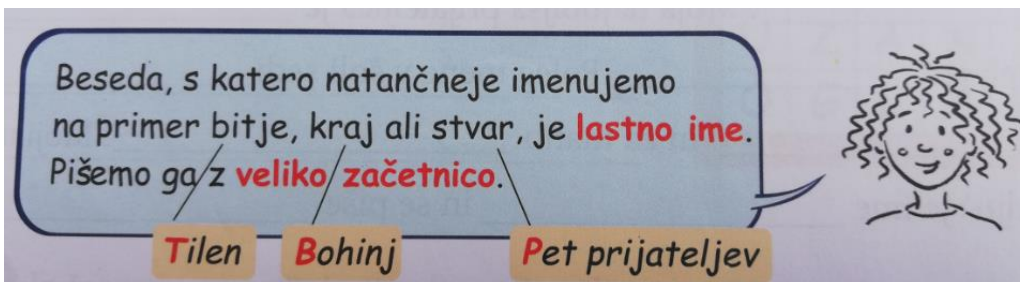 Beseda, s katero natančneje imenujemo
na primer bitje, kraj ali stvar, je lastno ime.
Pišemo ga z veliko začetnico.
Tilen Bohinj Pet prijateljev